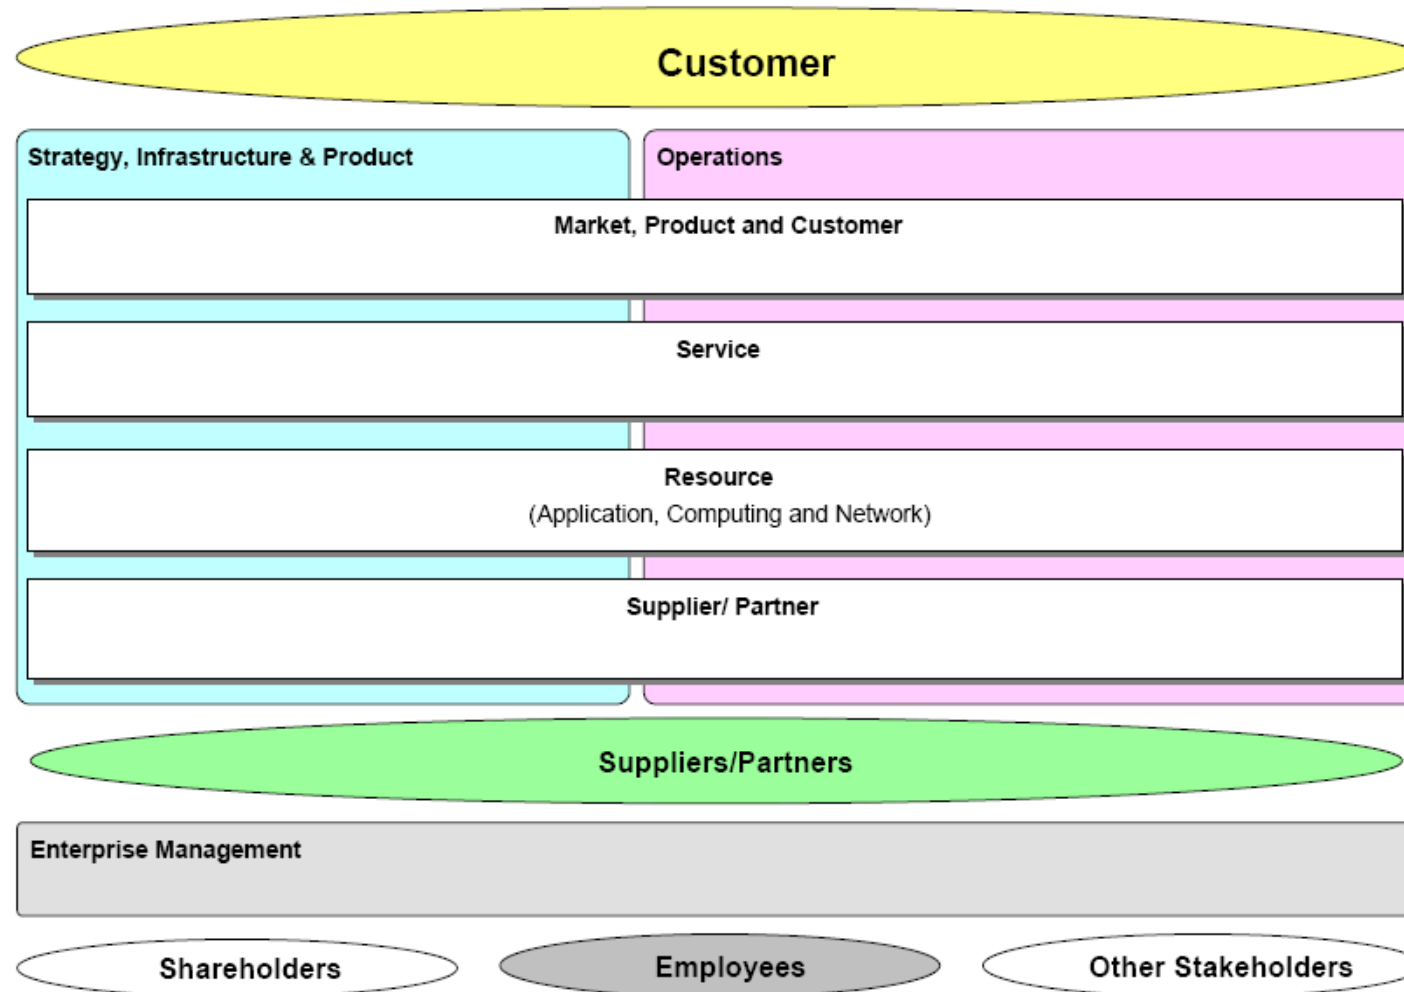 Customer
Strategy, Infrastructure & Product
Operations
Market, Product and Customer
Service
Resource
(Application, Computing and Network)
Supplier/ Partner
Suppliers/Partners
Enterprise Management
Shareholders
Employees
Other Stakeholders